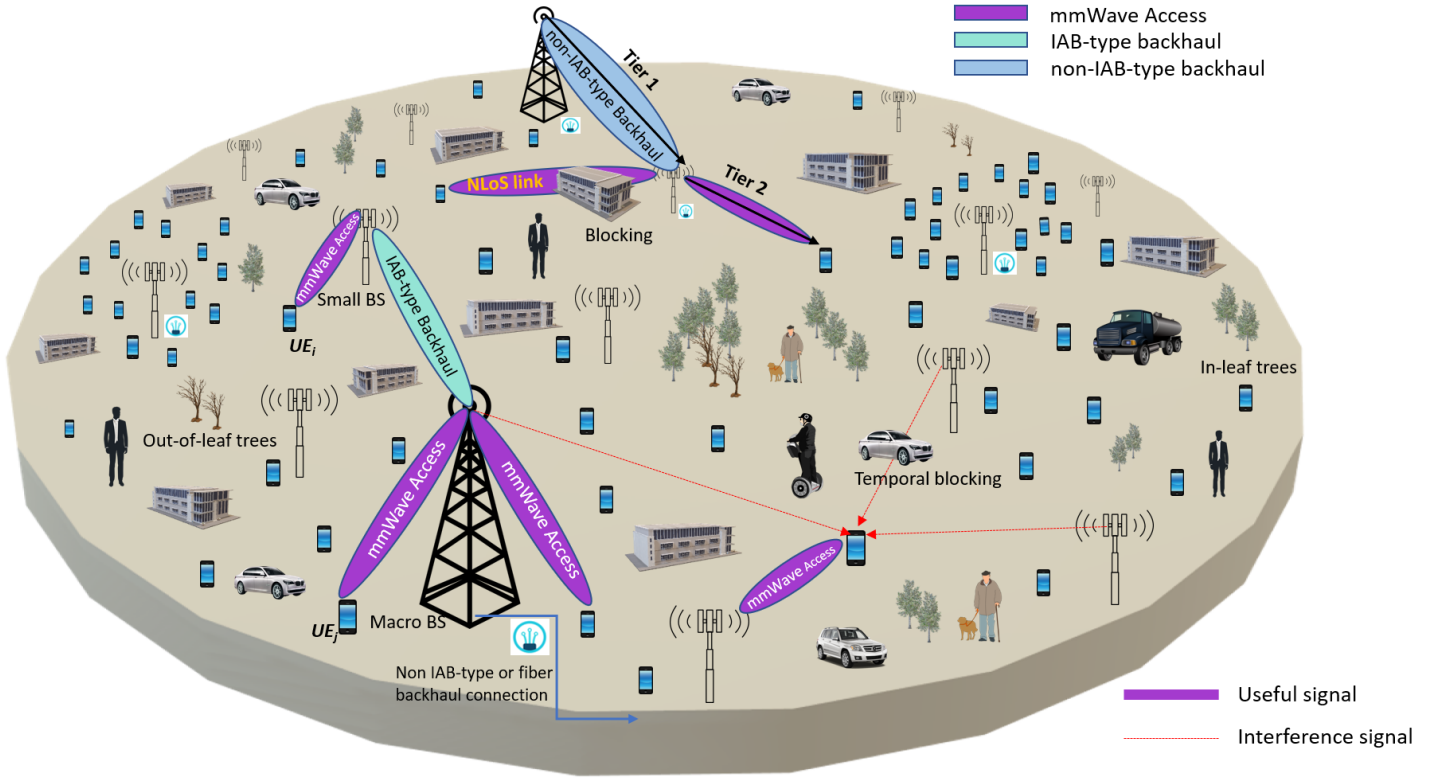 mmWave Access
IAB-type backhaul
non-IAB-type backhaul
non-IAB-type Backhaul
Tier 1
NLoS link
Tier 2
Blocking
mmWave Access
Small BS
IAB-type Backhaul
UEi
In-leaf trees
Out-of-leaf trees
Temporal blocking
mmWave Access
mmWave Access
mmWave Access
UEj
Macro BS
Non IAB-type or fiber
backhaul connection
Useful signal
Interference signal